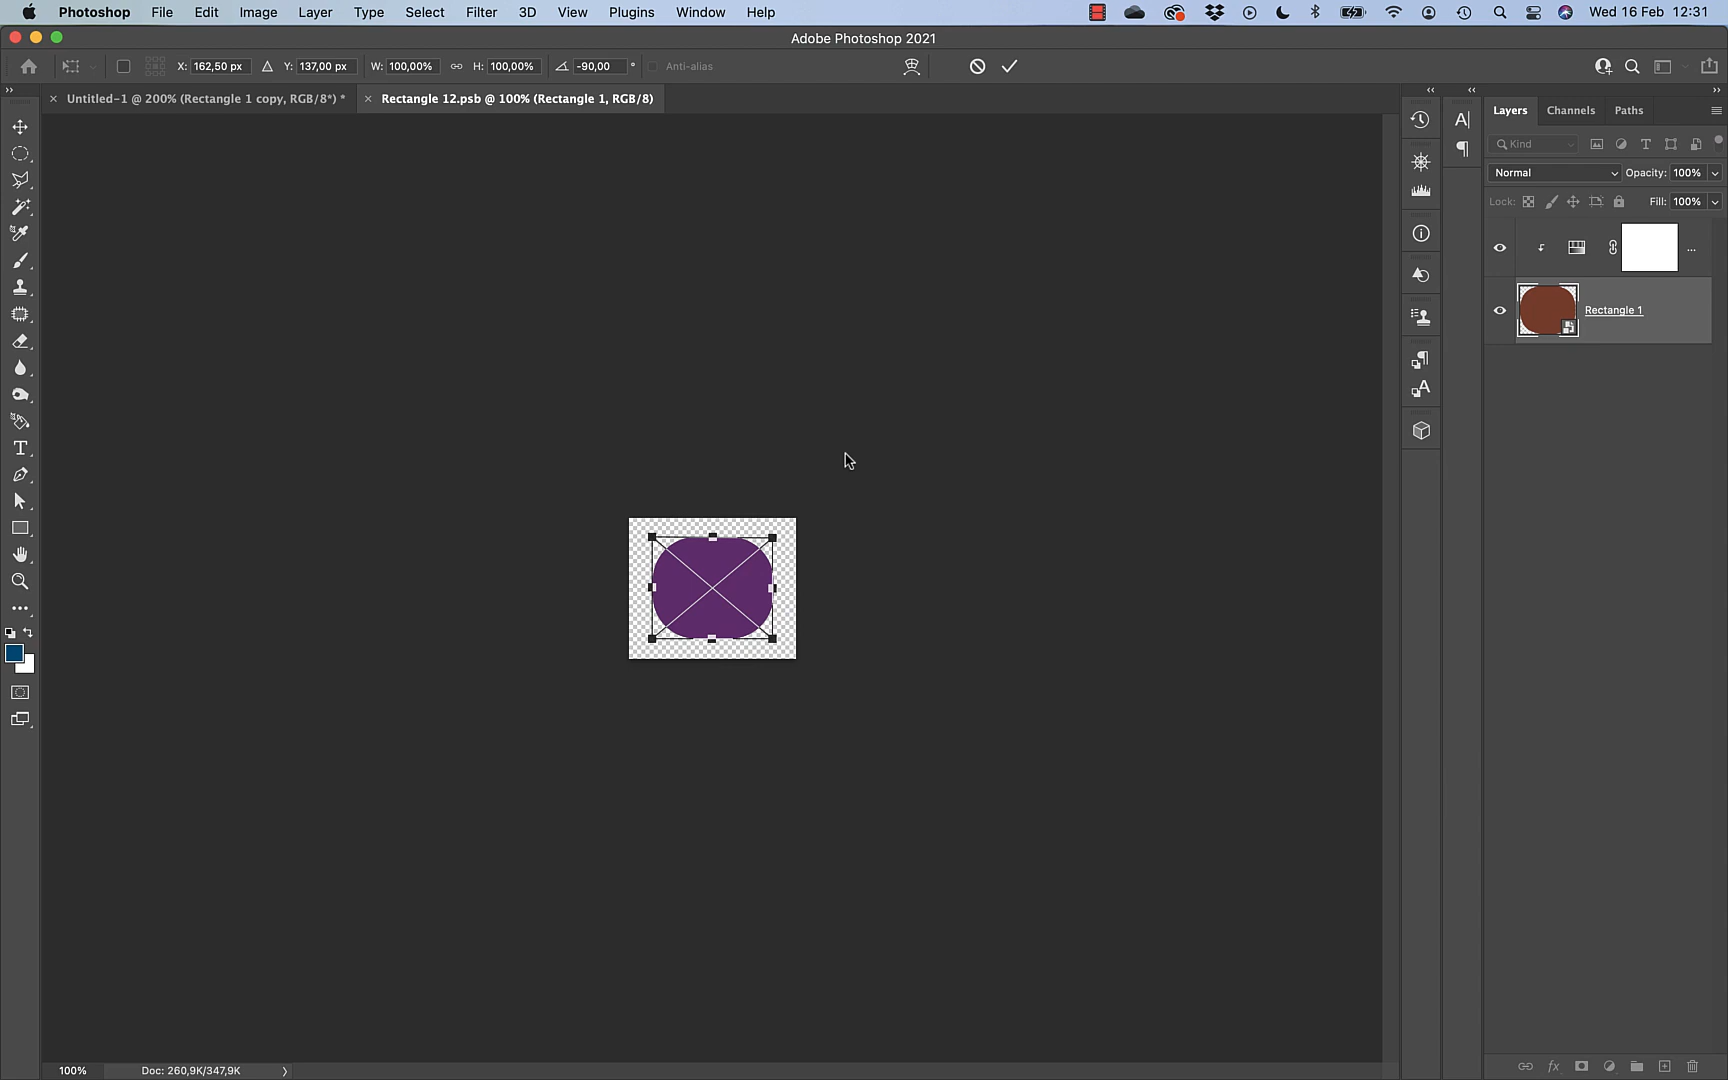 Photoshop File Edit Image Layer Type Select Filter 3D View Plugins Window Help Wed 16 Feb 12:31
Adobe Photoshop 2021
X: 162,50 px Y: 137,00 px W: 100,00% H: 100,00% -90,00 ° Anti-alias
Untitled-1 @ 200% (Rectangle 1 copy, RGB/8*) * Rectangle 12.psb @ 100% (Rectangle 1, RGB/8)
Layers Channels Paths
Kind
Normal Opacity: 100%
Lock: Fill: 100%
...
Rectangle 1
100% Doc: 260,9K/347,9K